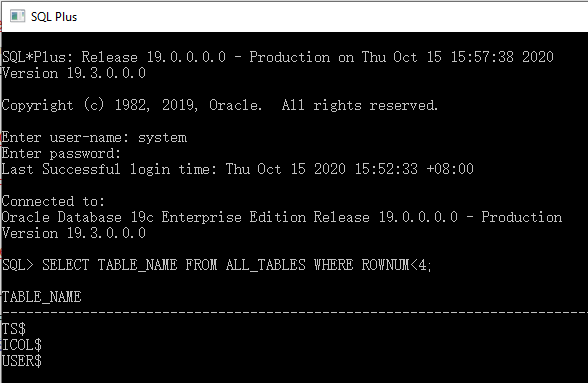 SQL Plus
SQL*Plus: Release 19.0.0.0.0 - Production on Thu Oct 15 15:57:38 2020
Version 19.3.0.0.0
Copyright (c) 1982, 2019, Oracle.  All rights reserved.
Enter user-name: system
Enter password:
Last Successful login time: Thu Oct 15 2020 15:52:33 +08:00
Connected to:
Oracle Database 19c Enterprise Edition Release 19.0.0.0.0 - Production
Version 19.3.0.0.0
SQL> SELECT TABLE_NAME FROM ALL_TABLES WHERE ROWNUM<4;
TABLE_NAME
--------------------------------------------------------------------------------
TS$
ICOL$
USER$